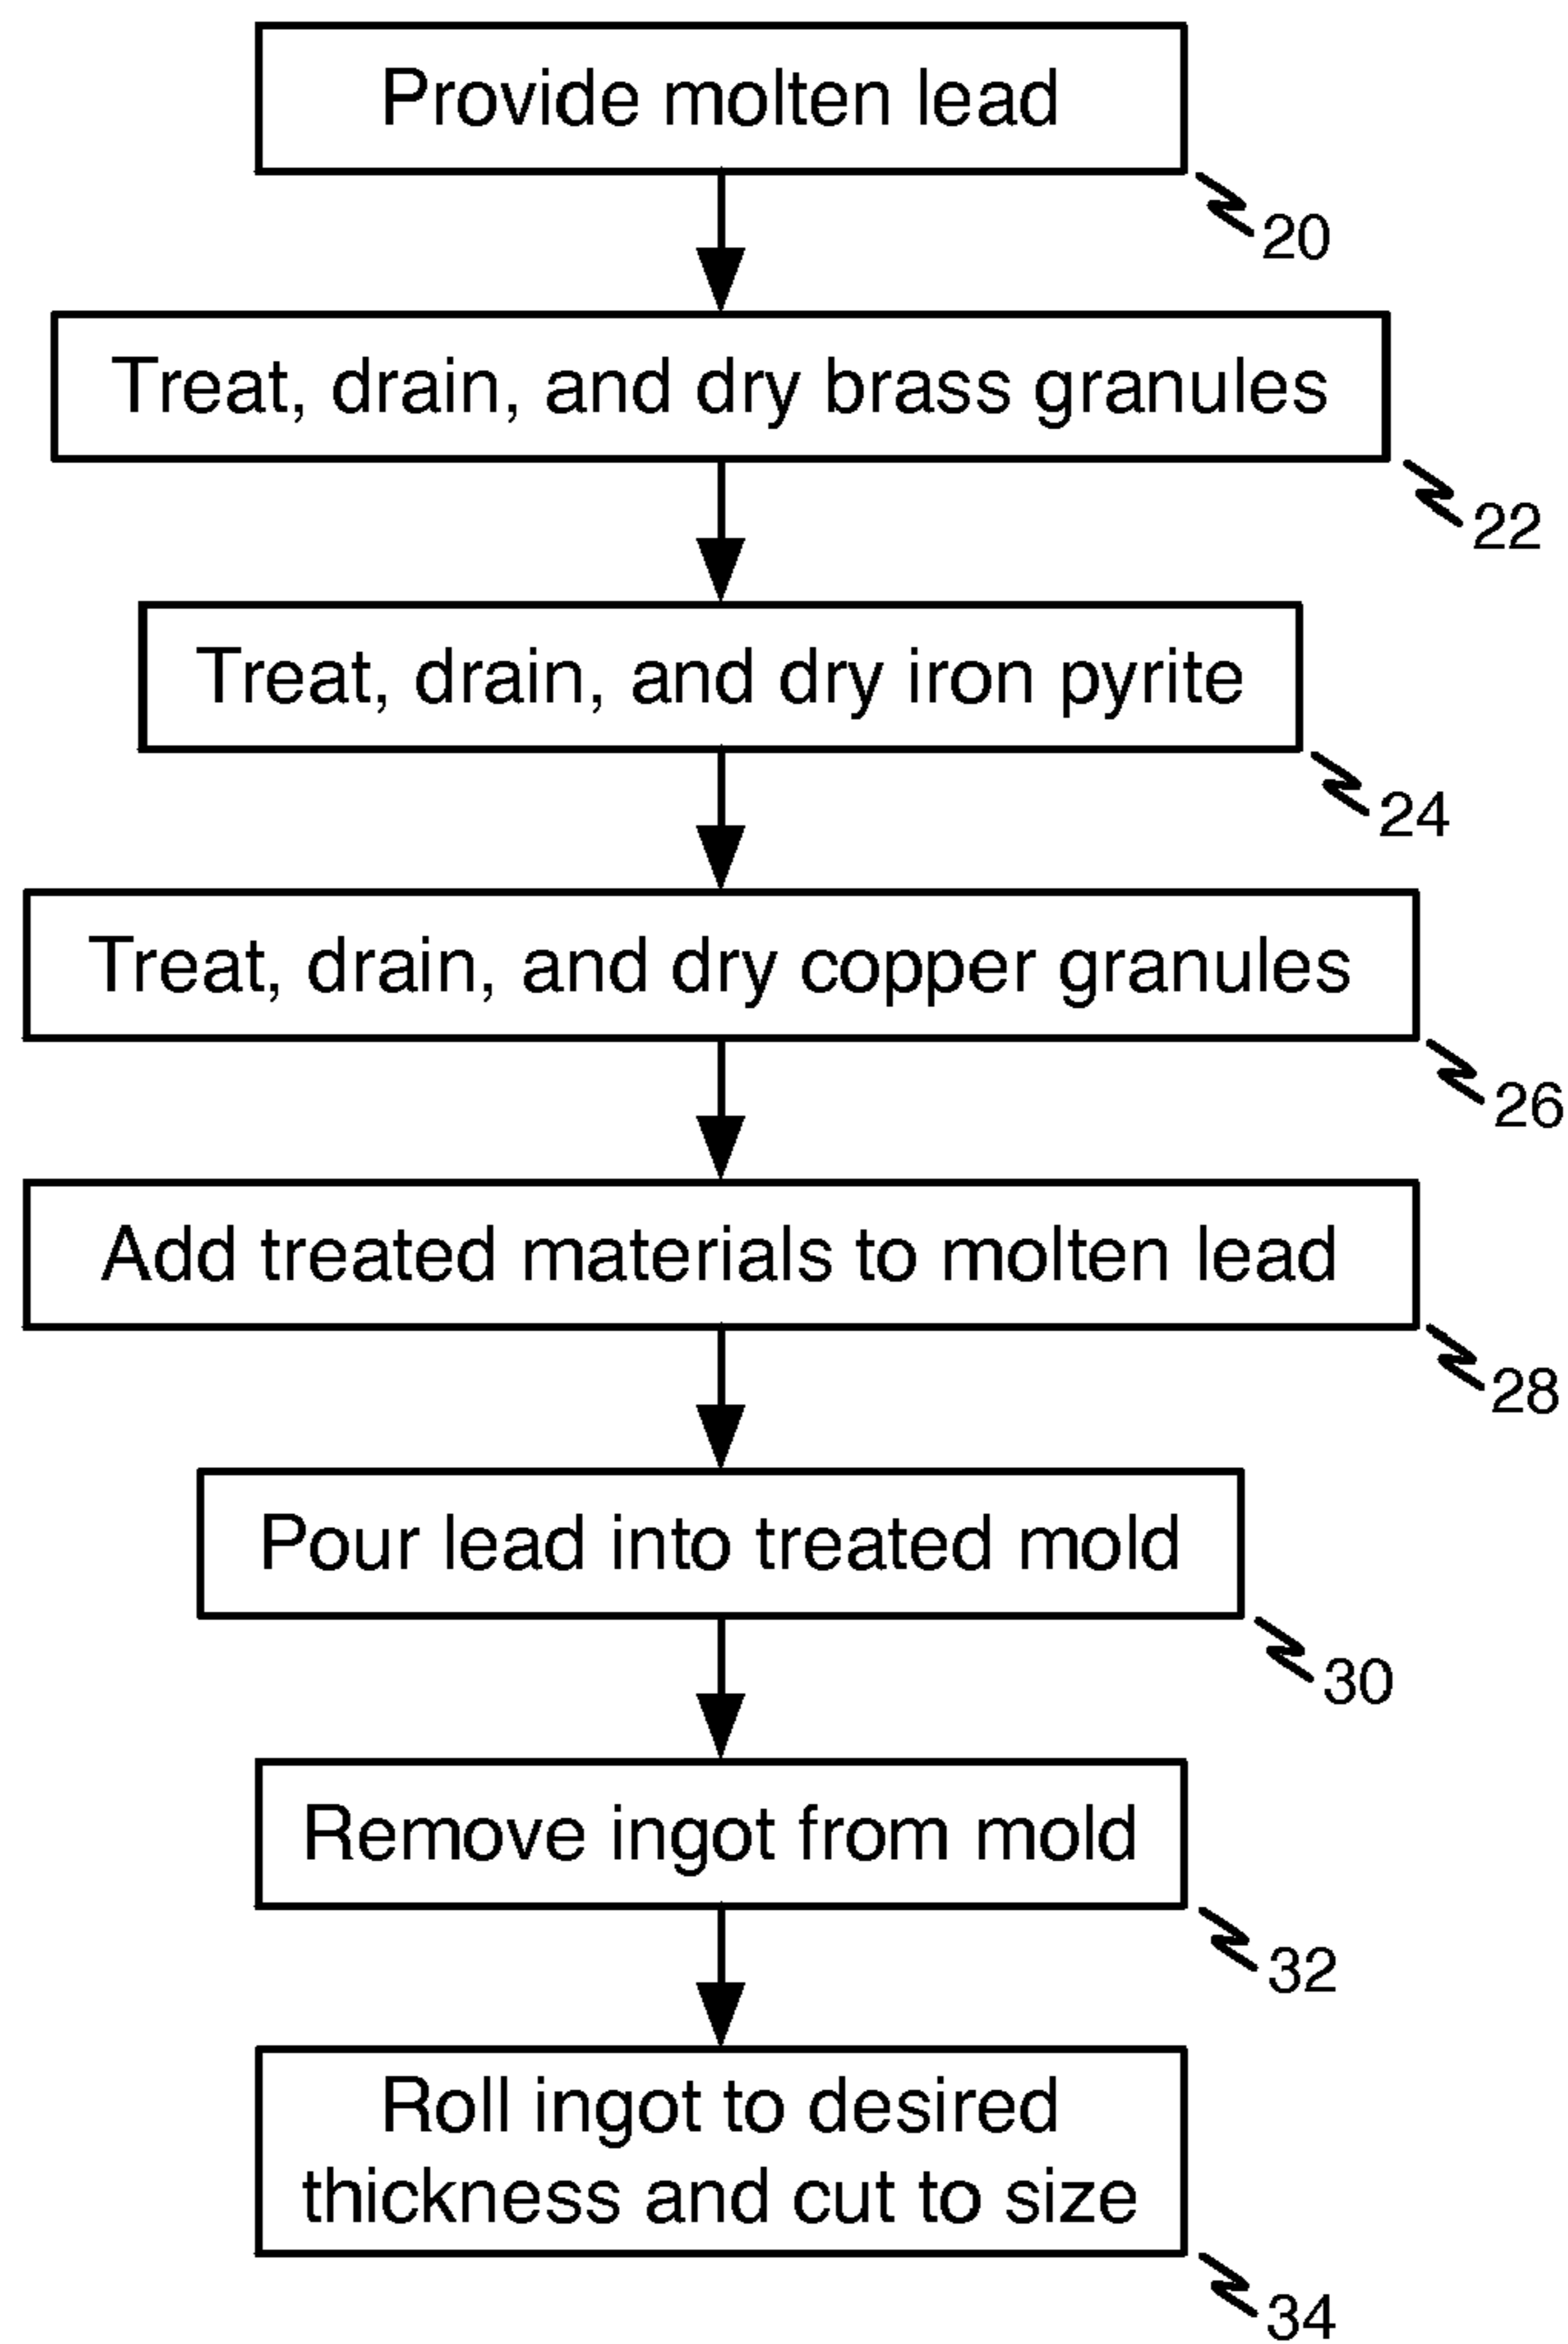 Provide molten lead
20
Treat, drain, and dry brass granules
22
Treat, drain, and dry iron pyrite
24
Treat, drain, and dry copper granules
26
Add treated materials to molten lead
28
Pour lead into treated mold
30
Remove ingot from mold
32
Roll ingot to desired
thickness and cut to size
34